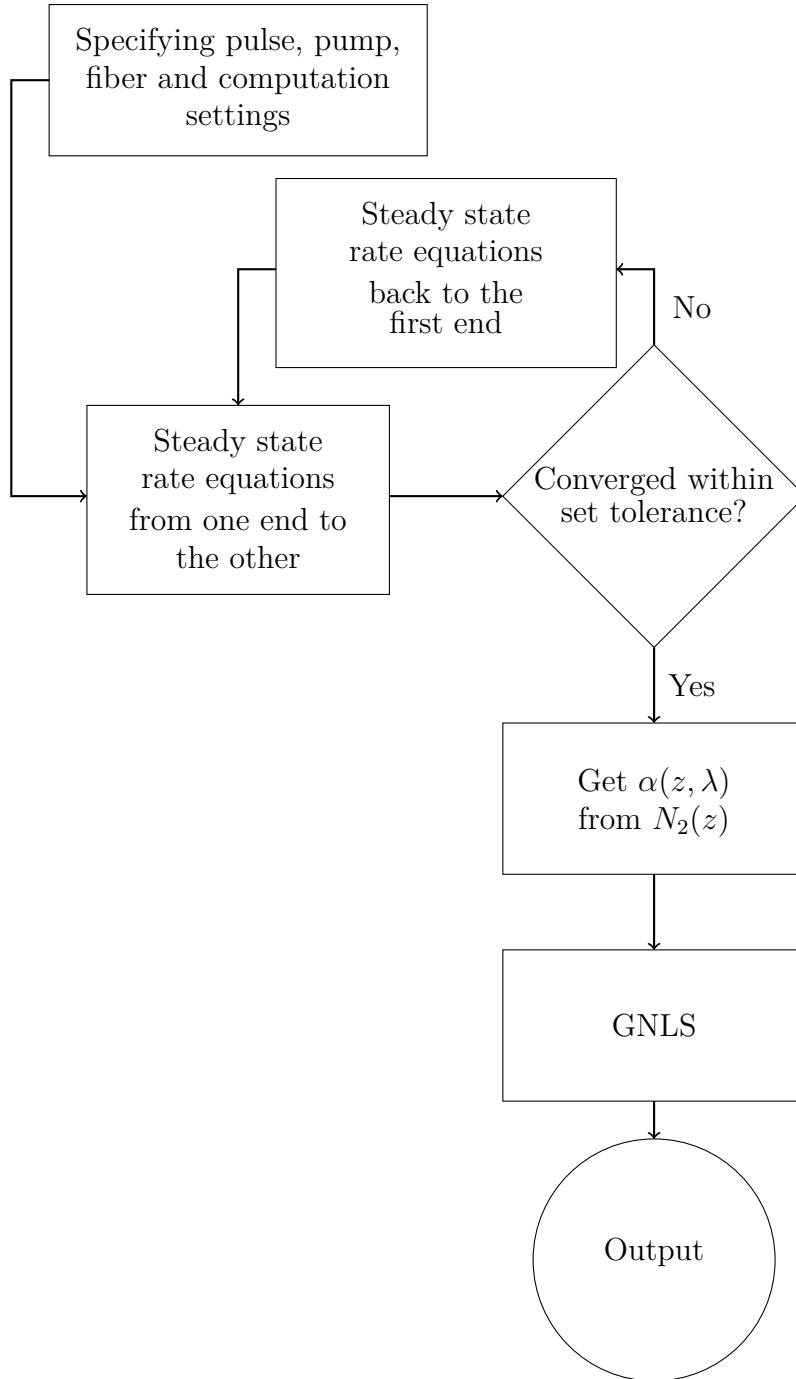 Specifying pulse, pump,
fiber and computation
settings
Steady state
rate equations
back to the
first end
No
Steady state
rate equations
from one end to
the other
Converged within
set tolerance?
Yes
Get α(z, λ)
from N₂(z)
GNLS
Output